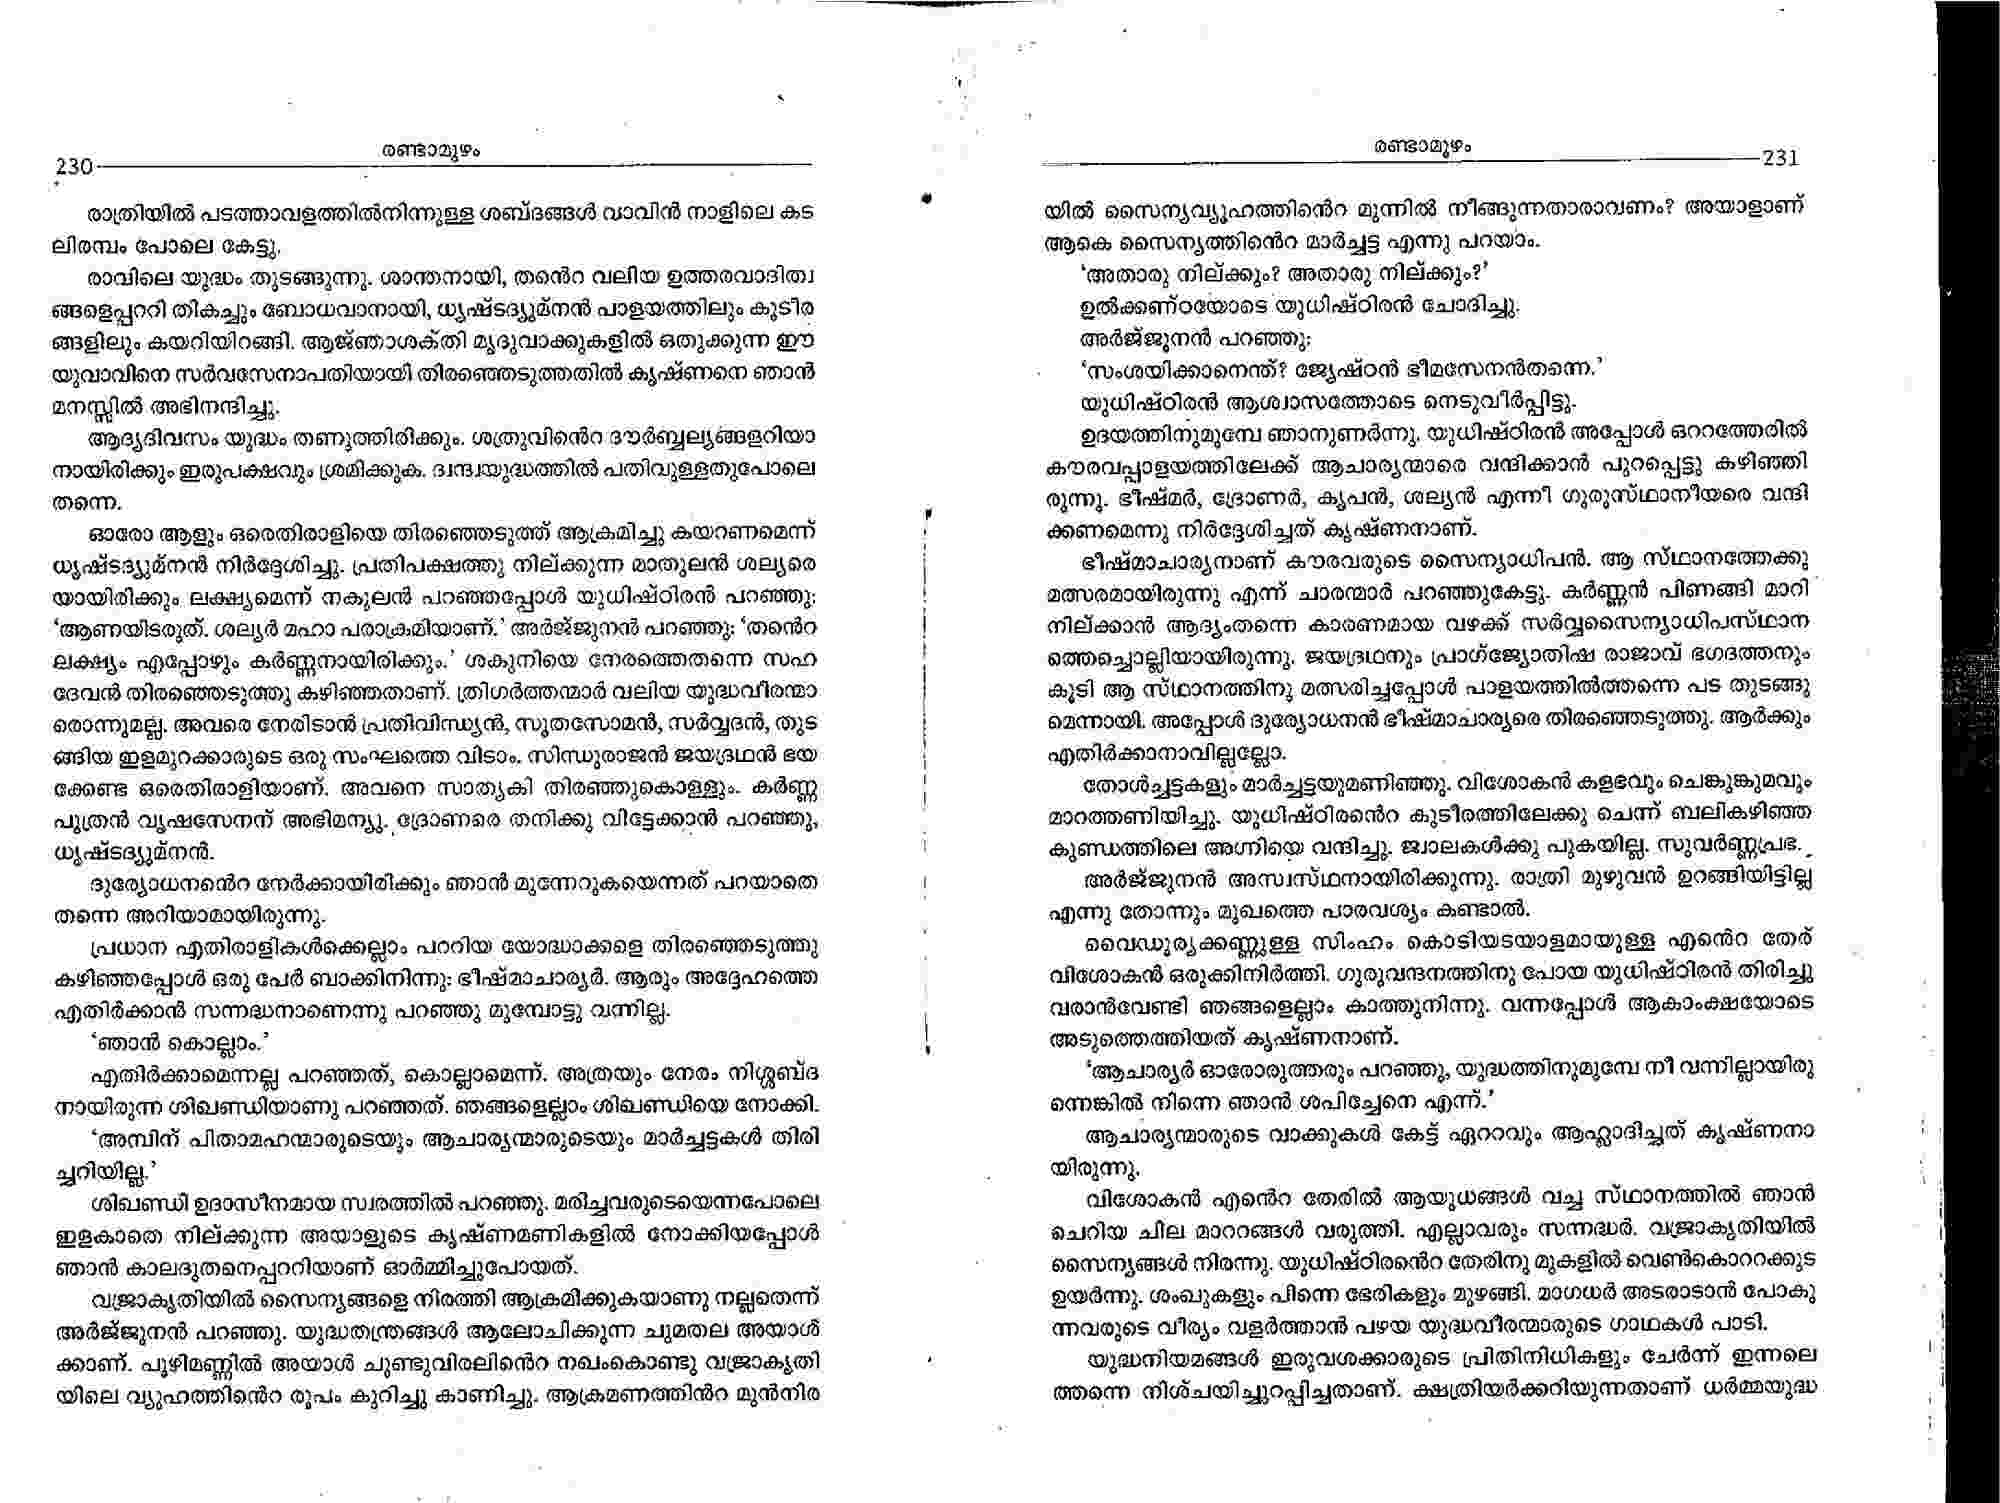 രണ്ടാമൂഴം
230
രാത്രിയിൽ പടത്താവളത്തിൽനിന്നുള്ള ശബ്ദങ്ങൾ വാവിൻ നാളിലെ കട
ലിരമ്പം പോലെ കേട്ടു.
രാവിലെ യുദ്ധം തുടങ്ങുന്നു. ശാന്തനായി, തൻെറ വലിയ ഉത്തരവാദിത്വ
ങ്ങളെപ്പററി തികച്ചും ബോധവാനായി, ധൃഷ്ടദ്യുമ്നൻ പാളയത്തിലും കുടീര
ങ്ങളിലും കയറിയിറങ്ങി. ആജ്ഞാശക്തി മൃദുവാക്കുകളിൽ ഒതുക്കുന്ന ഈ
യുവാവിനെ സർവസേനാപതിയായി തിരഞ്ഞെടുത്തതിൽ കൃഷ്ണനെ ഞാൻ
മനസ്സിൽ അഭിനന്ദിച്ചു.
ആദ്യദിവസം യുദ്ധം തണുത്തിരിക്കും. ശത്രുവിൻെറ ദൗർബ്ബല്യങ്ങളറിയാ
നായിരിക്കും ഇരുപക്ഷവും ശ്രമിക്കുക. ദ്വന്ദ്വയുദ്ധത്തിൽ പതിവുള്ളതുപോലെ
തന്നെ.
ഓരോ ആളും ഒരെതിരാളിയെ തിരഞ്ഞെടുത്ത് ആക്രമിച്ചു കയറണമെന്ന്
ധൃഷ്ടദ്യുമ്നൻ നിർദ്ദേശിച്ചു. പ്രതിപക്ഷത്തു നില്ക്കുന്ന മാതുലൻ ശല്യരെ
യായിരിക്കും ലക്ഷ്യമെന്ന് നകുലൻ പറഞ്ഞപ്പോൾ യുധിഷ്ഠിരൻ പറഞ്ഞു:
‘ആണയിടരുത്. ശല്യർ മഹാ പരാക്രമിയാണ്.’ അർജ്ജുനൻ പറഞ്ഞു: ‘തൻെറ
ലക്ഷ്യം എപ്പോഴും കർണ്ണനായിരിക്കും.’ ശകുനിയെ നേരത്തെതന്നെ സഹ
ദേവൻ തിരഞ്ഞെടുത്തു കഴിഞ്ഞതാണ്. ത്രിഗർത്തന്മാർ വലിയ യുദ്ധവീരന്മാ
രൊന്നുമല്ല. അവരെ നേരിടാൻ പ്രതിവിന്ധ്യൻ, സുതസോമൻ, സർവ്വദൻ, തുട
ങ്ങിയ ഇളമുറക്കാരുടെ ഒരു സംഘത്തെ വിടാം. സിന്ധുരാജൻ ജയദ്രഥൻ ഭയ
ക്കേണ്ട ഒരെതിരാളിയാണ്. അവനെ സാത്യകി തിരഞ്ഞുകൊള്ളും. കർണ്ണ
പുത്രൻ വൃഷസേനന് അഭിമന്യു. ദ്രോണരെ തനിക്കു വിട്ടേക്കാൻ പറഞ്ഞു,
ധൃഷ്ടദ്യുമ്നൻ.
ദുര്യോധനൻെറ നേർക്കായിരിക്കും ഞാൻ മുന്നേറുകയെന്നത് പറയാതെ
തന്നെ അറിയാമായിരുന്നു.
പ്രധാന എതിരാളികൾക്കെല്ലാം പററിയ യോദ്ധാക്കളെ തിരഞ്ഞെടുത്തു
കഴിഞ്ഞപ്പോൾ ഒരു പേർ ബാക്കിനിന്നു: ഭീഷ്മാചാര്യർ. ആരും അദ്ദേഹത്തെ
എതിർക്കാൻ സന്നദ്ധനാണെന്നു പറഞ്ഞു മുമ്പോട്ടു വന്നില്ല.
‘ഞാൻ കൊല്ലാം.’
എതിർക്കാമെന്നല്ല പറഞ്ഞത്, കൊല്ലാമെന്ന്. അത്രയും നേരം നിശ്ശബ്ദ
നായിരുന്ന ശിഖണ്ഡിയാണു പറഞ്ഞത്. ഞങ്ങളെല്ലാം ശിഖണ്ഡിയെ നോക്കി.
‘അമ്പിന് പിതാമഹന്മാരുടെയും ആചാര്യന്മാരുടെയും മാർച്ചട്ടകൾ തിരി
ച്ചറിയില്ല.’
ശിഖണ്ഡി ഉദാസീനമായ സ്വരത്തിൽ പറഞ്ഞു. മരിച്ചവരുടെയെന്നപോലെ
ഇളകാതെ നില്ക്കുന്ന അയാളുടെ കൃഷ്ണമണികളിൽ നോക്കിയപ്പോൾ
ഞാൻ കാലദൂതനെപ്പററിയാണ് ഓർമ്മിച്ചുപോയത്.
വജ്രാകൃതിയിൽ സൈന്യങ്ങളെ നിരത്തി ആക്രമിക്കുകയാണു നല്ലതെന്ന്
അർജ്ജുനൻ പറഞ്ഞു. യുദ്ധതന്ത്രങ്ങൾ ആലോചിക്കുന്ന ചുമതല അയാൾ
ക്കാണ്. പൂഴിമണ്ണിൽ അയാൾ ചൂണ്ടുവിരലിൻെറ നഖംകൊണ്ടു വജ്രാകൃതി
യിലെ വ്യൂഹത്തിൻെറ രൂപം കുറിച്ചു കാണിച്ചു. ആക്രമണത്തിൻറ മുൻനിര
രണ്ടാമൂഴം
231
യിൽ സൈന്യവ്യൂഹത്തിൻെറ മുന്നിൽ നീങ്ങുന്നതാരാവണം? അയാളാണ്
ആകെ സൈന്യത്തിൻെറ മാർച്ചട്ട എന്നു പറയാം.
‘അതാരു നില്ക്കും? അതാരു നില്ക്കും?’
ഉൽക്കണ്ഠയോടെ യുധിഷ്ഠിരൻ ചോദിച്ചു.
അർജ്ജുനൻ പറഞ്ഞു:
‘സംശയിക്കാനെന്ത്? ജ്യേഷ്ഠൻ ഭീമസേനൻതന്നെ.’
യുധിഷ്ഠിരൻ ആശ്വാസത്തോടെ നെടുവീർപ്പിട്ടു.
ഉദയത്തിനുമുമ്പേ ഞാനുണർന്നു. യുധിഷ്ഠിരൻ അപ്പോൾ ഒററത്തേരിൽ
കൗരവപ്പാളയത്തിലേക്ക് ആചാര്യന്മാരെ വന്ദിക്കാൻ പുറപ്പെട്ടു കഴിഞ്ഞി
രുന്നു. ഭീഷ്മർ, ദ്രോണർ, കൃപൻ, ശല്യൻ എന്നീ ഗുരുസ്ഥാനീയരെ വന്ദി
ക്കണമെന്നു നിർദ്ദേശിച്ചത് കൃഷ്ണനാണ്.
ഭീഷ്മാചാര്യനാണ് കൗരവരുടെ സൈന്യാധിപൻ. ആ സ്ഥാനത്തേക്കു
മത്സരമായിരുന്നു എന്ന് ചാരന്മാർ പറഞ്ഞുകേട്ടു. കർണ്ണൻ പിണങ്ങി മാറി
നില്ക്കാൻ ആദ്യംതന്നെ കാരണമായ വഴക്ക് സർവ്വസൈന്യാധിപസ്ഥാന
ത്തെച്ചൊല്ലിയായിരുന്നു. ജയദ്രഥനും പ്രാഗ്ജ്യോതിഷ രാജാവ് ഭഗദത്തനും
കൂടി ആ സ്ഥാനത്തിനു മത്സരിച്ചപ്പോൾ പാളയത്തിൽത്തന്നെ പട തുടങ്ങു
മെന്നായി. അപ്പോൾ ദുര്യോധനൻ ഭീഷ്മാചാര്യരെ തിരഞ്ഞെടുത്തു. ആർക്കും
എതിർക്കാനാവില്ലല്ലോ.
തോൾച്ചട്ടകളും മാർച്ചട്ടയുമണിഞ്ഞു. വിശോകൻ കളഭവും ചെങ്കുങ്കുമവും
മാറത്തണിയിച്ചു. യുധിഷ്ഠിരൻെറ കുടീരത്തിലേക്കു ചെന്ന് ബലികഴിഞ്ഞ
കുണ്ഡത്തിലെ അഗ്നിയെ വന്ദിച്ചു. ജ്വാലകൾക്കു പുകയില്ല. സുവർണ്ണപ്രഭ.
അർജ്ജുനൻ അസ്വസ്ഥനായിരിക്കുന്നു. രാത്രി മുഴുവൻ ഉറങ്ങിയിട്ടില്ല
എന്നു തോന്നും മുഖത്തെ പാരവശ്യം കണ്ടാൽ.
വൈഡൂര്യക്കണ്ണുള്ള സിംഹം കൊടിയടയാളമായുള്ള എൻെറ തേര്
വിശോകൻ ഒരുക്കിനിർത്തി. ഗുരുവന്ദനത്തിനു പോയ യുധിഷ്ഠിരൻ തിരിച്ചു
വരാൻവേണ്ടി ഞങ്ങളെല്ലാം കാത്തുനിന്നു. വന്നപ്പോൾ ആകാംക്ഷയോടെ
അടുത്തെത്തിയത് കൃഷ്ണനാണ്.
‘ആചാര്യർ ഓരോരുത്തരും പറഞ്ഞു, യുദ്ധത്തിനുമുമ്പേ നീ വന്നില്ലായിരു
ന്നെങ്കിൽ നിന്നെ ഞാൻ ശപിച്ചേനെ എന്ന്.’
ആചാര്യന്മാരുടെ വാക്കുകൾ കേട്ട് ഏററവും ആഹ്ലാദിച്ചത് കൃഷ്ണനാ
യിരുന്നു.
വിശോകൻ എൻെറ തേരിൽ ആയുധങ്ങൾ വച്ച സ്ഥാനത്തിൽ ഞാൻ
ചെറിയ ചില മാററങ്ങൾ വരുത്തി. എല്ലാവരും സന്നദ്ധർ. വജ്രാകൃതിയിൽ
സൈന്യങ്ങൾ നിരന്നു. യുധിഷ്ഠിരൻെറ തേരിനു മുകളിൽ വെൺകൊററക്കുട
ഉയർന്നു. ശംഖുകളും പിന്നെ ഭേരികളും മുഴങ്ങി. മാഗധർ അടരാടാൻ പോകു
ന്നവരുടെ വീര്യം വളർത്താൻ പഴയ യുദ്ധവീരന്മാരുടെ ഗാഥകൾ പാടി.
യുദ്ധനിയമങ്ങൾ ഇരുവശക്കാരുടെ പ്രിതിനിധികളും ചേർന്ന് ഇന്നലെ
ത്തന്നെ നിശ്ചയിച്ചുറപ്പിച്ചതാണ്. ക്ഷത്രിയർക്കറിയുന്നതാണ് ധർമ്മയുദ്ധ